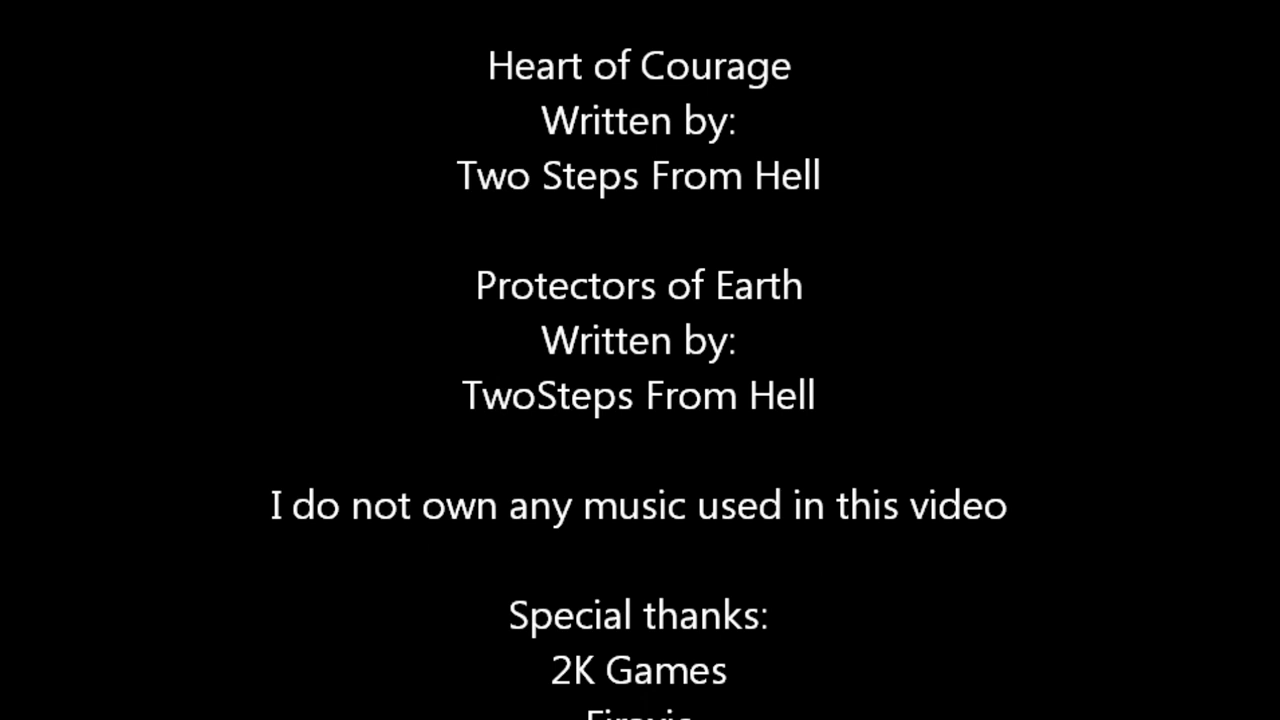 Heart of Courage
Written by:
Two Steps From Hell
Protectors of Earth
Written by:
TwoSteps From Hell
I do not own any music used in this video
Special thanks:
2K Games
Firaxis